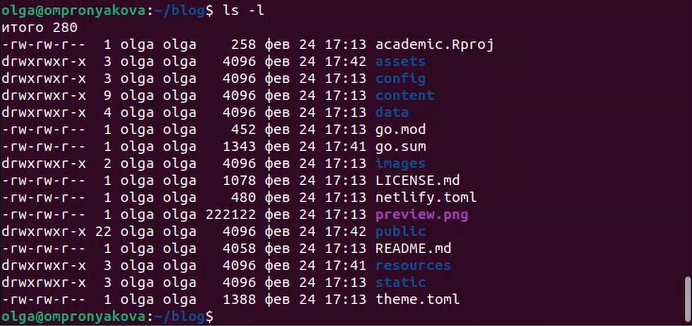 olga@ompronyakova:~/blog$ ls -l
итого 280
-rw-rw-r--  1 olga olga    258 фев 24 17:13 academic.Rproj
drwxrwxr-x  3 olga olga   4096 фев 24 17:42 assets
drwxrwxr-x  3 olga olga   4096 фев 24 17:13 config
drwxrwxr-x  9 olga olga   4096 фев 24 17:13 content
drwxrwxr-x  4 olga olga   4096 фев 24 17:13 data
-rw-rw-r--  1 olga olga    452 фев 24 17:13 go.mod
-rw-rw-r--  1 olga olga   1343 фев 24 17:41 go.sum
drwxrwxr-x  2 olga olga   4096 фев 24 17:13 images
-rw-rw-r--  1 olga olga   1078 фев 24 17:13 LICENSE.md
-rw-rw-r--  1 olga olga    480 фев 24 17:13 netlify.toml
-rw-rw-r--  1 olga olga 222122 фев 24 17:13 preview.png
drwxrwxr-x 22 olga olga   4096 фев 24 17:42 public
-rw-rw-r--  1 olga olga   4058 фев 24 17:13 README.md
drwxrwxr-x  3 olga olga   4096 фев 24 17:41 resources
drwxrwxr-x  3 olga olga   4096 фев 24 17:13 static
-rw-rw-r--  1 olga olga   1388 фев 24 17:13 theme.toml
olga@ompronyakova:~/blog$